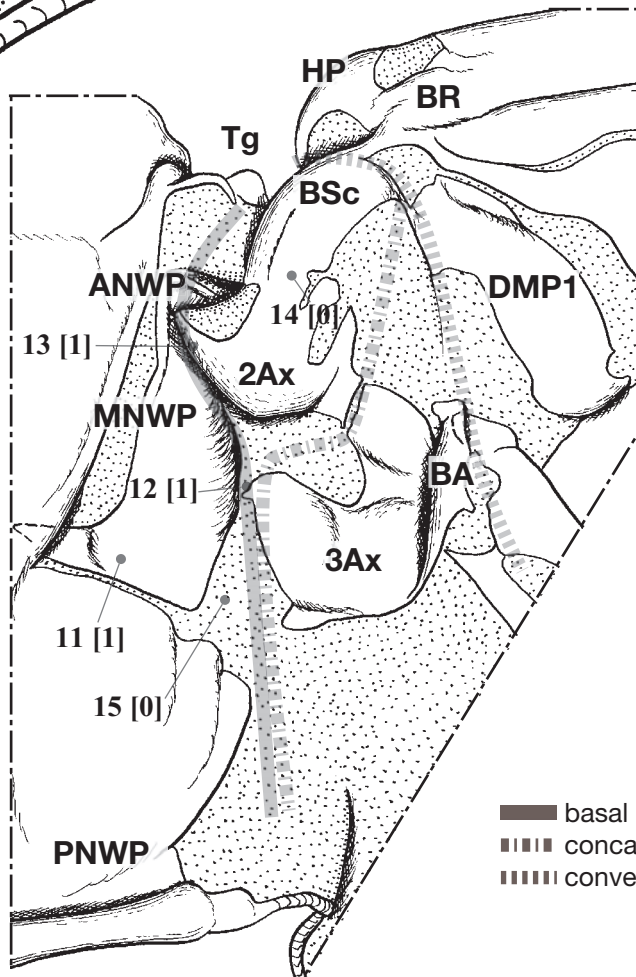 HP
BR
Tg
BSc
ANWP
DMP1
14 [0]
13 [1]
2Ax
MNWP
BA
12 [1]
3Ax
11 [1]
15 [0]
basal
conca
PNWP
conve